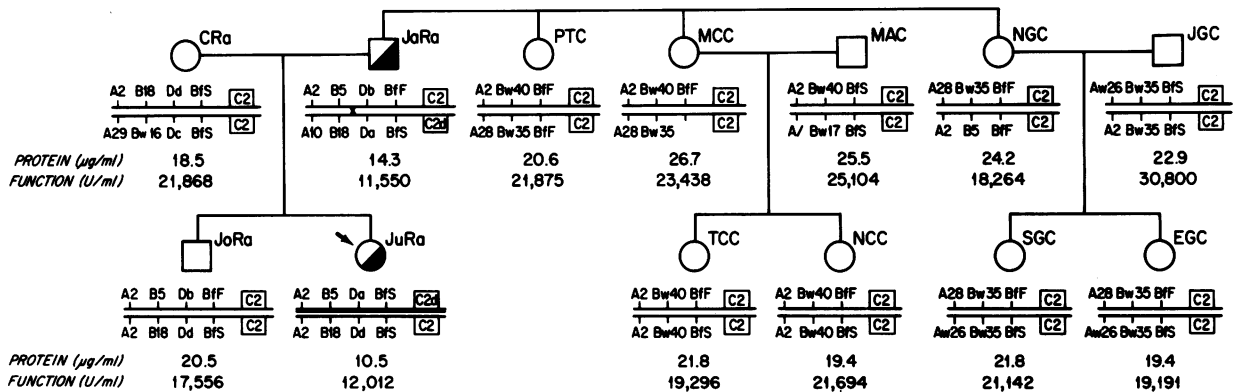 CRa JaRa PTC MCC MAC NGC JGC
A2 B18 Dd BfS C2 A2 B5 Db BfF C2 A2 Bw40 BfF C2 A2 Bw40 BfF C2 A2 Bw40 BfS C2 A28 Bw35 BfF C2 Aw26 Bw35 BfS C2
A29 Bw16 Dc BfS C2 A10 B18 Da BfS C2d A28 Bw35 BfF C2 A28 Bw35 C2 A/ Bw17 BfS C2 A2 B5 BfF C2 A2 Bw35 BfS C2
PROTEIN (µg/ml) 18.5 14.3 20.6 26.7 25.5 24.2 22.9
FUNCTION (U/ml) 21,868 11,550 21,875 23,438 25,104 18,264 30,800
JoRa JuRa TCC NCC SGC EGC
A2 B5 Db BfF C2 A2 B5 Da BfS C2d A2 Bw40 BfF C2 A2 Bw40 BfF C2 A28 Bw35 BfF C2 A28 Bw35 BfF C2
A2 B18 Dd BfS C2 A2 B18 Dd BfS C2 A2 Bw40 BfS C2 A2 Bw40 BfS C2 Aw26 Bw35 BfS C2 Aw26 Bw35 BfS C2
PROTEIN (µg/ml) 20.5 10.5 21.8 19.4 21.8 19.4
FUNCTION (U/ml) 17,556 12,012 19,296 21,694 21,142 19,191